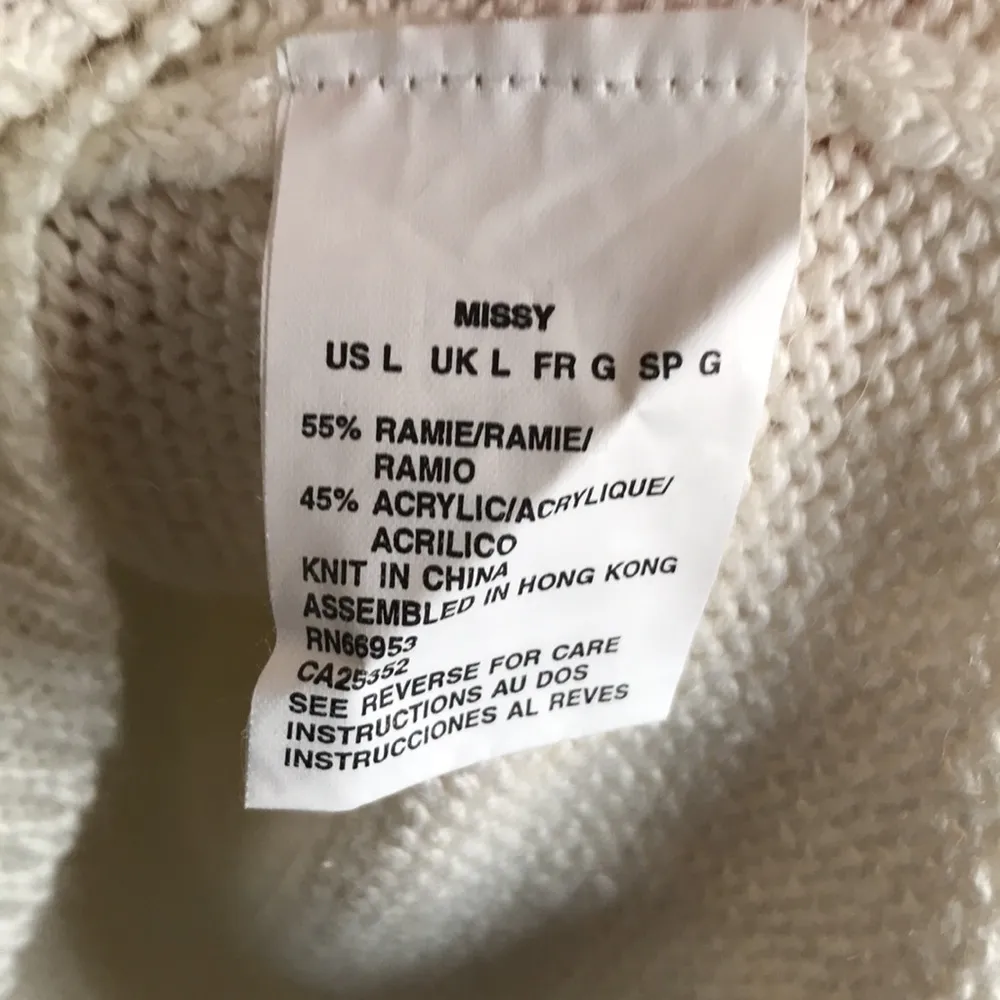 MISSY
US L UK L FR G SP G
55% RAMIE/RAMIE/
RAMIO
45% ACRYLIC/ACRYLIQUE/
ACRILICO
KNIT IN CHINA
ASSEMBLED IN HONG KONG
RN66953
CA25352
SEE REVERSE FOR CARE
INSTRUCTIONS AU DOS
INSTRUCCIONES AL REVES